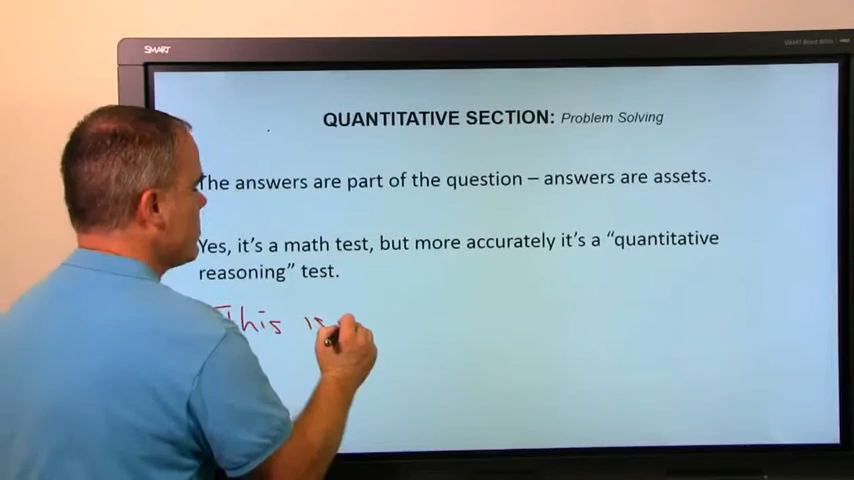 SMART
QUANTITATIVE SECTION: Problem Solving
The answers are part of the question – answers are assets.
Yes, it's a math test, but more accurately it's a “quantitative
reasoning” test.
This is